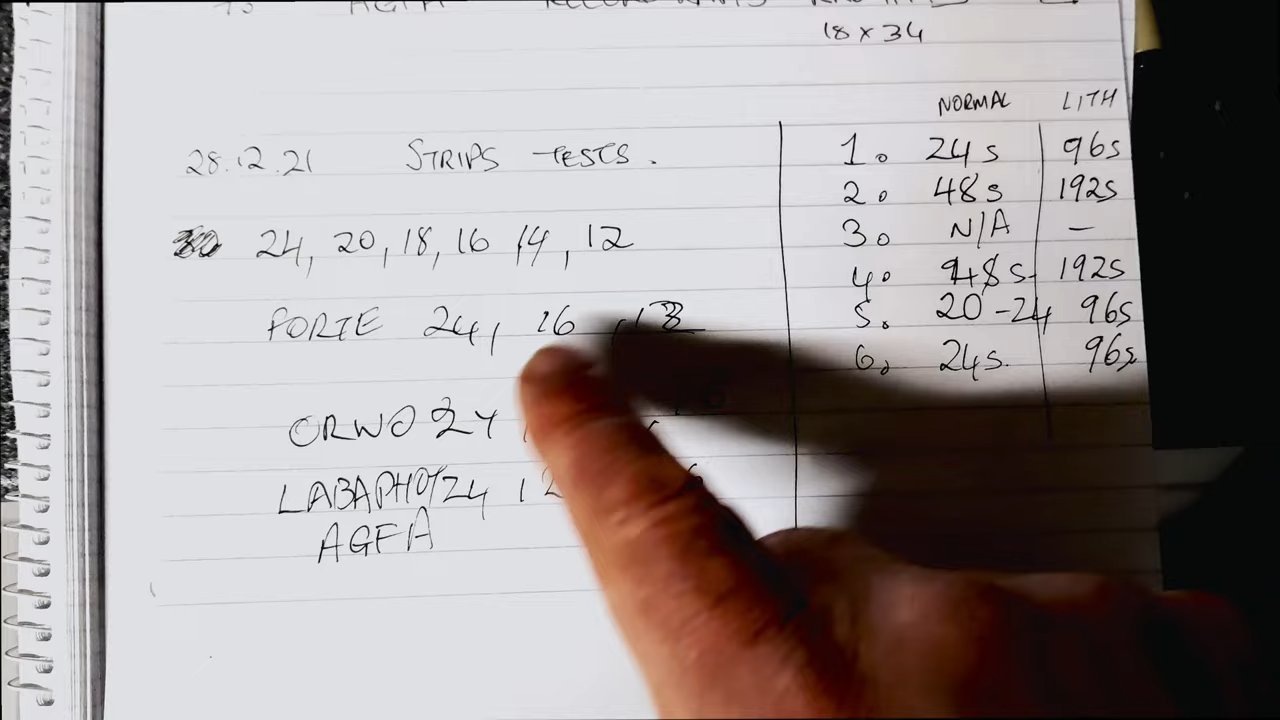 18 x 34
NORMAL LITH
28.12.21 STRIPS TESTS.
24, 20, 18, 16 14, 12
FORTE 24, 16
ORWO 24
LABAPHOT 24 12
AGFA
1. 24s 96s
2. 48s 192s
3. N/A —
4. 48s 192s
5. 20-24 96s
6. 24s. 96s